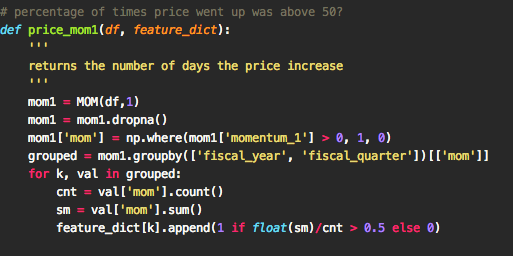 # percentage of times price went up was above 50?
def price_mom1(df, feature_dict):
    '''
    returns the number of days the price increase
    '''
    mom1 = MOM(df,1)
    mom1 = mom1.dropna()
    mom1['mom'] = np.where(mom1['momentum_1'] > 0, 1, 0)
    grouped = mom1.groupby(['fiscal_year', 'fiscal_quarter'])[['mom']]
    for k, val in grouped:
        cnt = val['mom'].count()
        sm = val['mom'].sum()
        feature_dict[k].append(1 if float(sm)/cnt > 0.5 else 0)